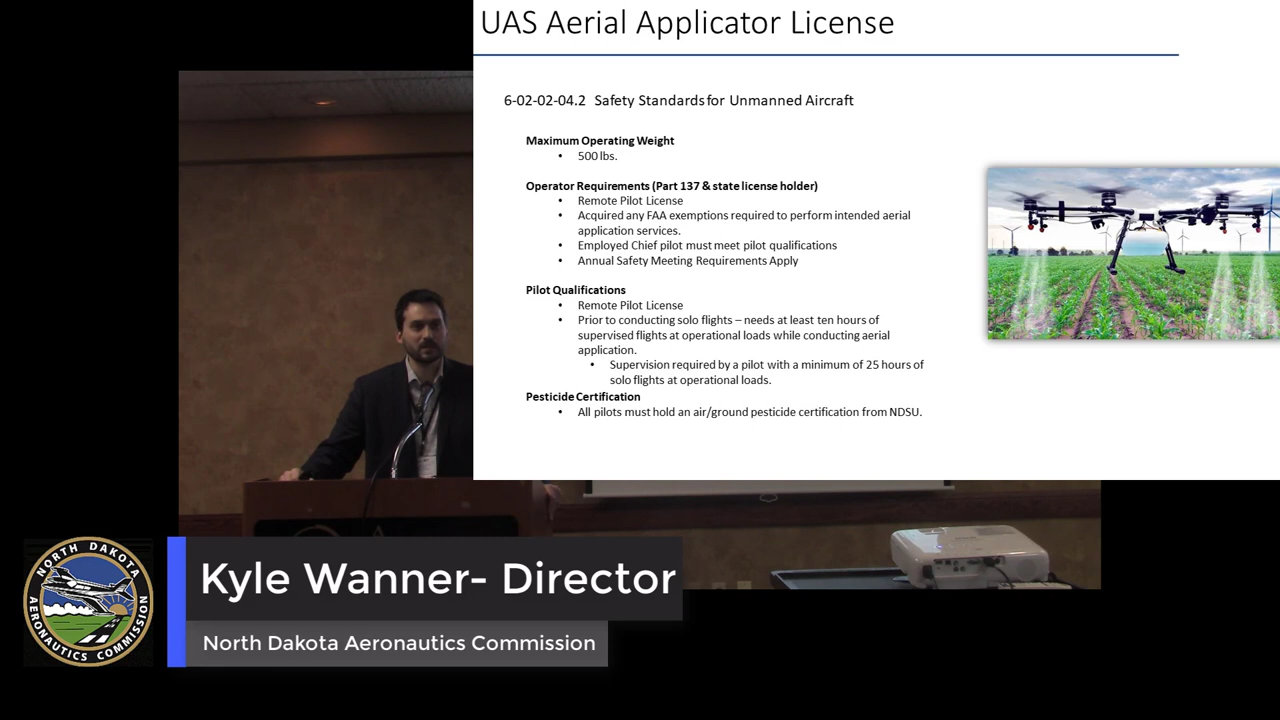 UAS Aerial Applicator License
6-02-02-04.2 Safety Standards for Unmanned Aircraft
Maximum Operating Weight
• 500 lbs.
Operator Requirements (Part 137 & state license holder)
• Remote Pilot License
• Acquired any FAA exemptions required to perform intended aerial
application services.
• Employed Chief pilot must meet pilot qualifications
• Annual Safety Meeting Requirements Apply
Pilot Qualifications
• Remote Pilot License
• Prior to conducting solo flights – needs at least ten hours of
supervised flights at operational loads while conducting aerial
application.
• Supervision required by a pilot with a minimum of 25 hours of
solo flights at operational loads.
Pesticide Certification
• All pilots must hold an air/ground pesticide certification from NDSU.
NORTH DAKOTA
AERONAUTICS COMMISSION
Kyle Wanner- Director
North Dakota Aeronautics Commission